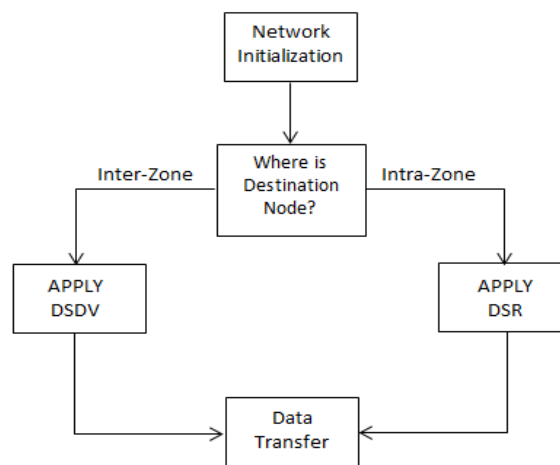 Network
Initialization
Where is
Destination
Node?
Inter-Zone
Intra-Zone
APPLY
DSDV
APPLY
DSR
Data
Transfer